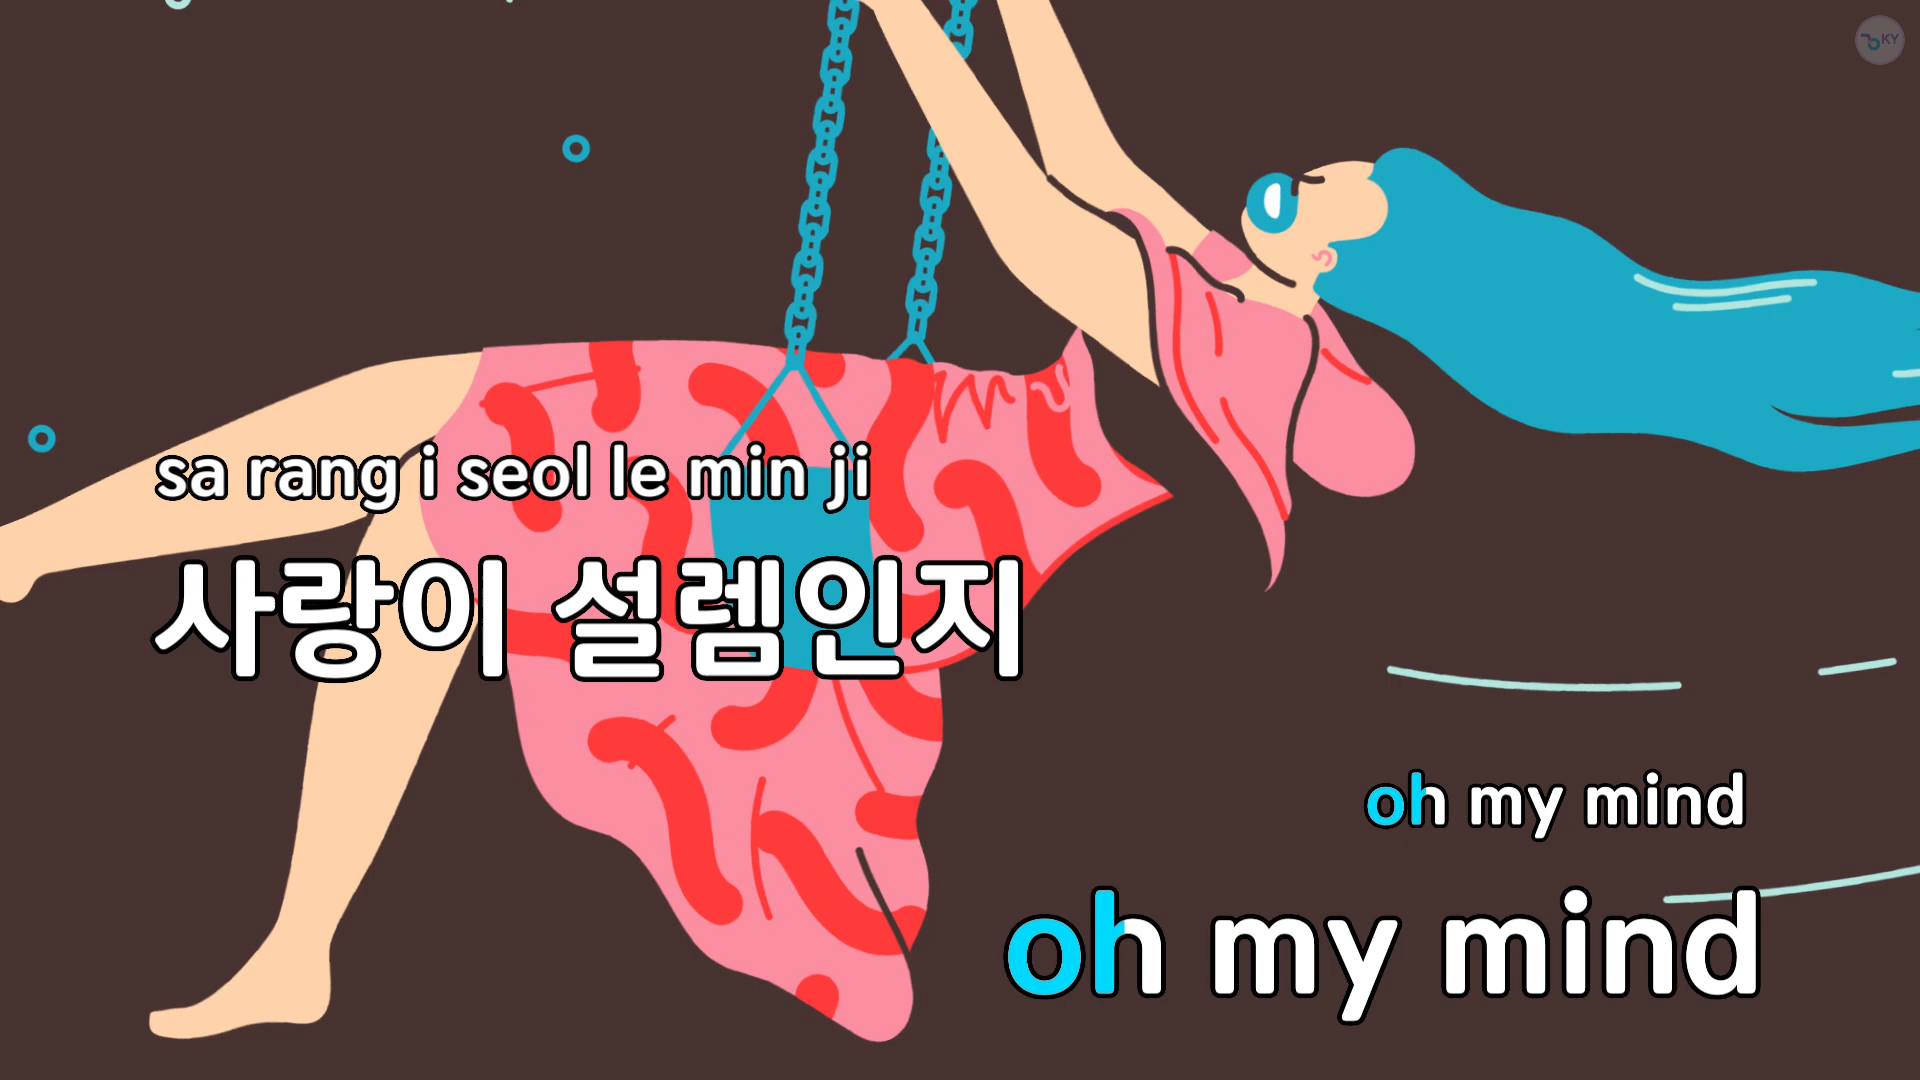 KY
sa rang i seol le min ji
사랑이 설렘인지
oh my mind
oh my mind